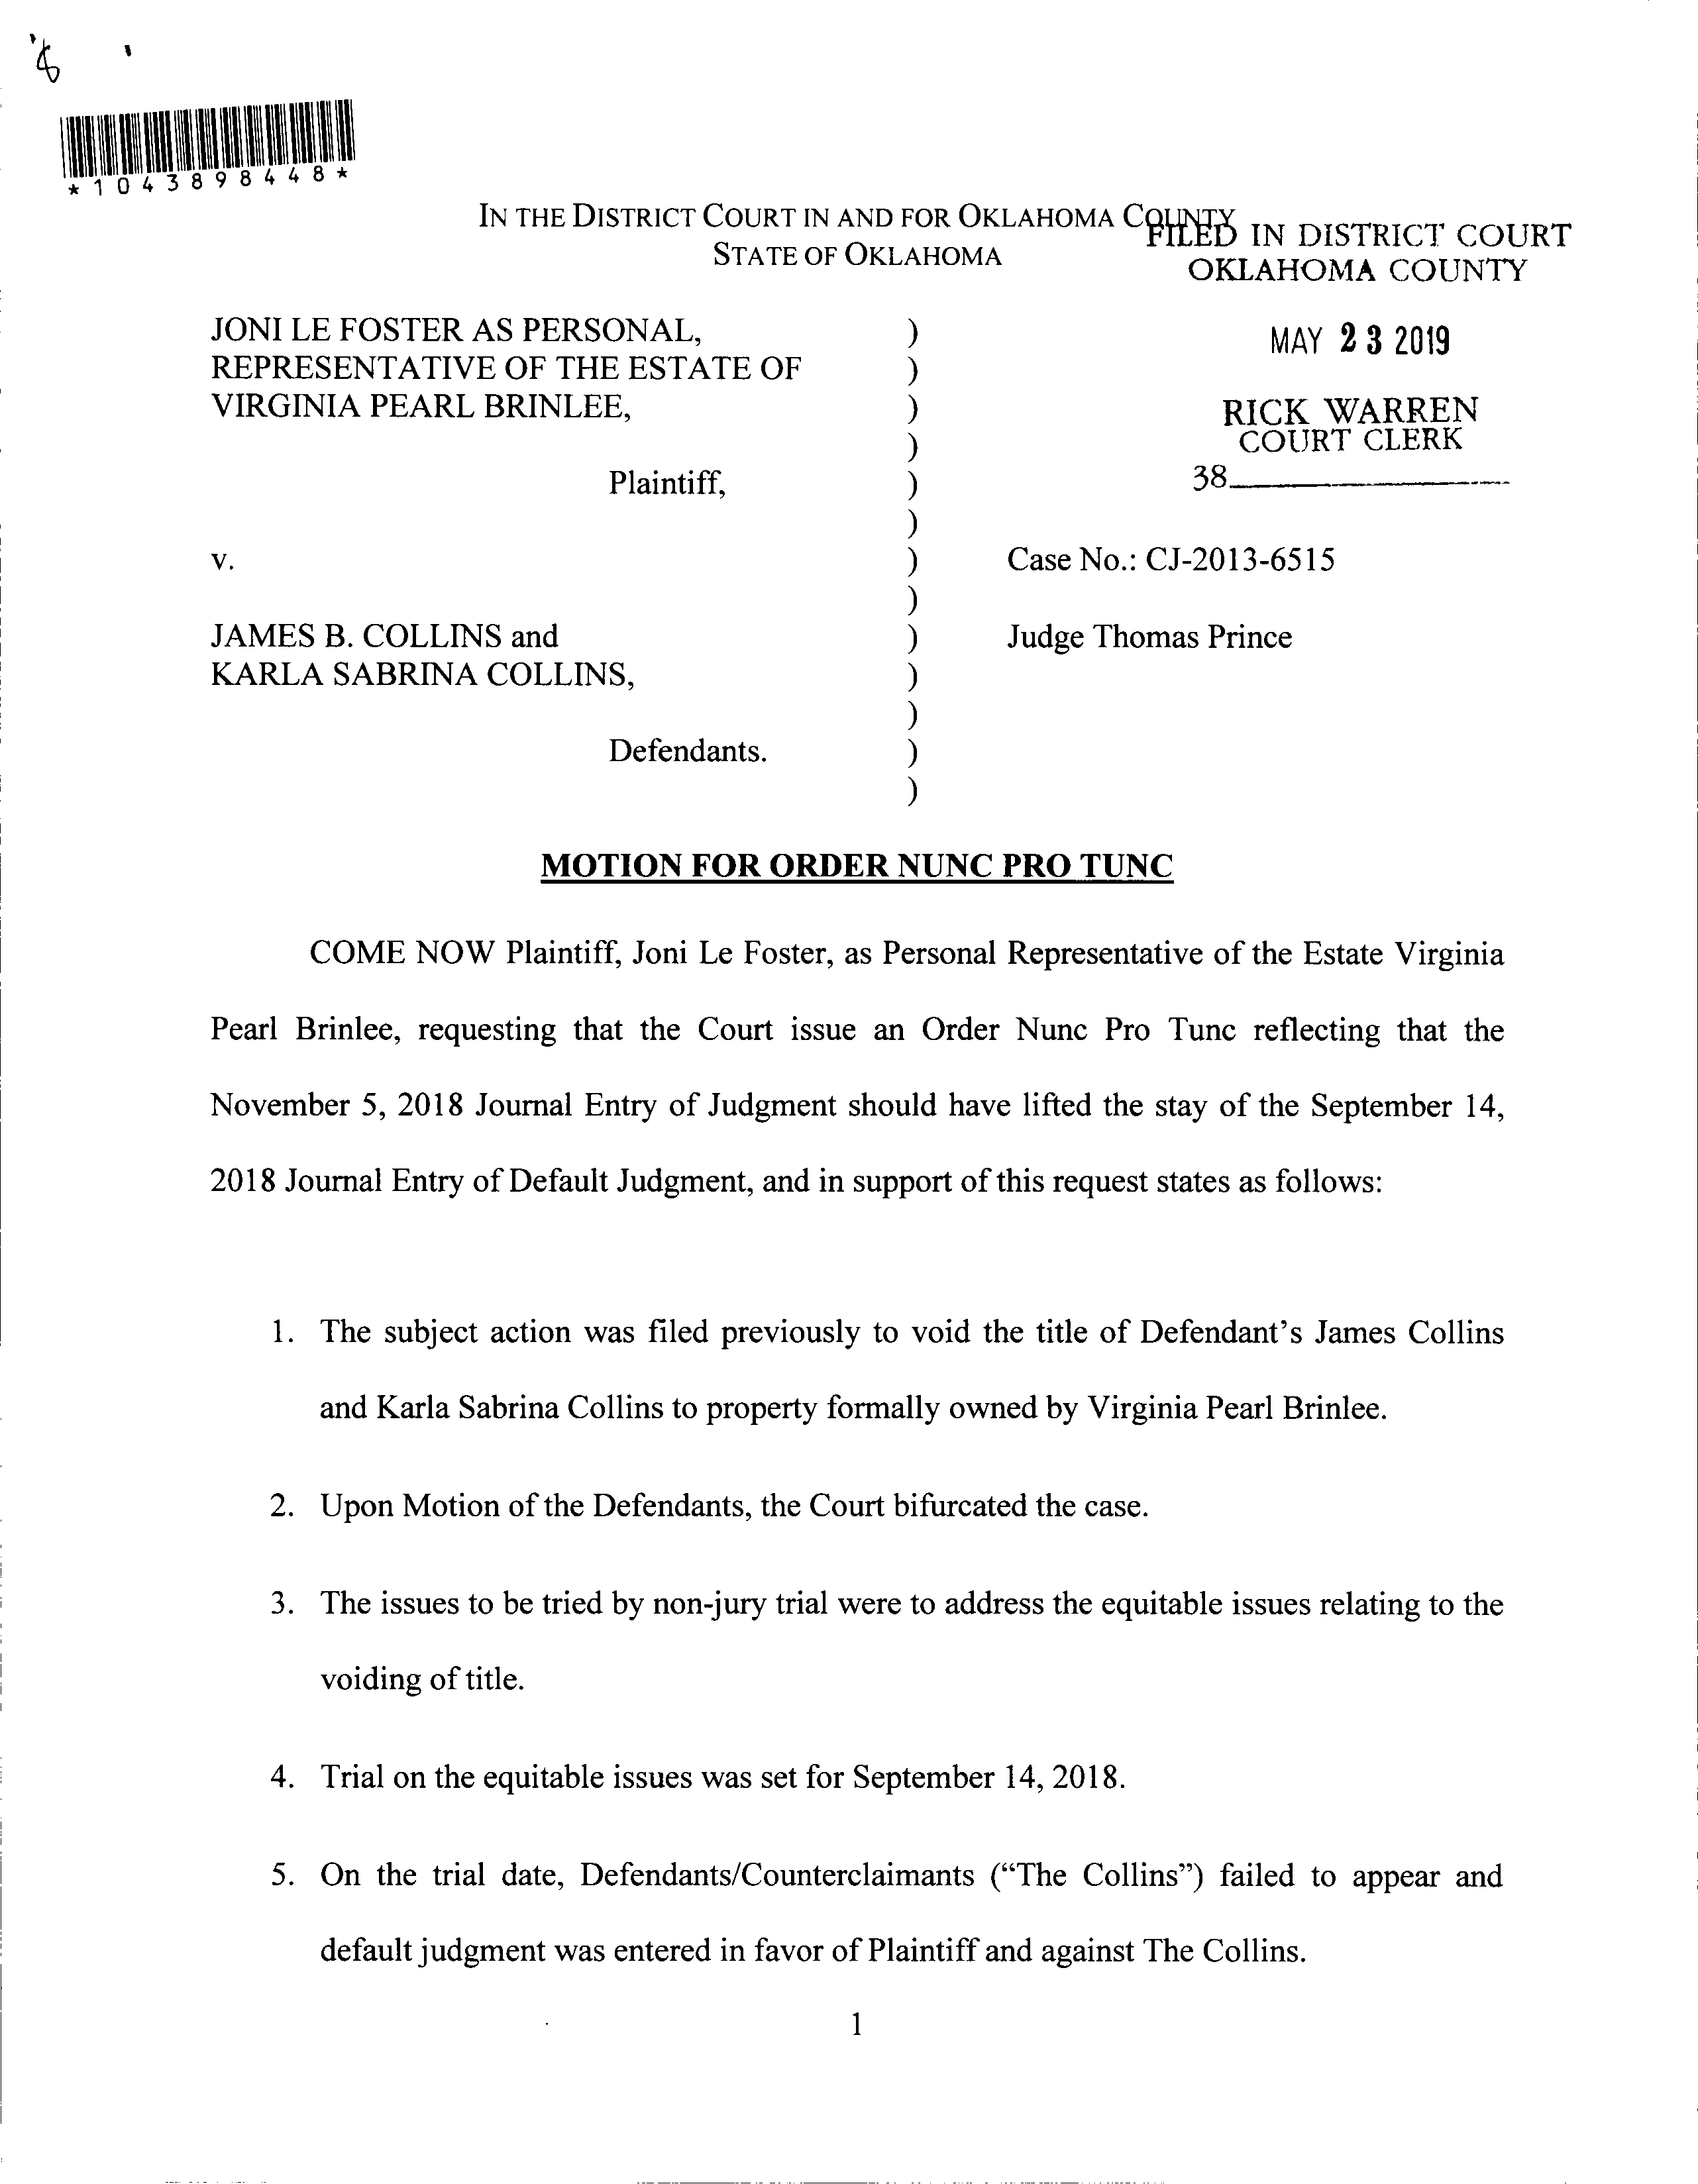 *1043898448*
IN THE DISTRICT COURT IN AND FOR OKLAHOMA COUNTY
STATE OF OKLAHOMA
FILED IN DISTRICT COURT
OKLAHOMA COUNTY
MAY 23 2019
RICK WARREN
COURT CLERK
38
JONI LE FOSTER AS PERSONAL, )
REPRESENTATIVE OF THE ESTATE OF )
VIRGINIA PEARL BRINLEE, )
)
Plaintiff, )
)
v. ) Case No.: CJ-2013-6515
)
JAMES B. COLLINS and ) Judge Thomas Prince
KARLA SABRINA COLLINS, )
)
Defendants. )
)
MOTION FOR ORDER NUNC PRO TUNC
COME NOW Plaintiff, Joni Le Foster, as Personal Representative of the Estate Virginia
Pearl Brinlee, requesting that the Court issue an Order Nunc Pro Tunc reflecting that the
November 5, 2018 Journal Entry of Judgment should have lifted the stay of the September 14,
2018 Journal Entry of Default Judgment, and in support of this request states as follows:
1. The subject action was filed previously to void the title of Defendant's James Collins
and Karla Sabrina Collins to property formally owned by Virginia Pearl Brinlee.
2. Upon Motion of the Defendants, the Court bifurcated the case.
3. The issues to be tried by non-jury trial were to address the equitable issues relating to the
voiding of title.
4. Trial on the equitable issues was set for September 14, 2018.
5. On the trial date, Defendants/Counterclaimants ("The Collins") failed to appear and
default judgment was entered in favor of Plaintiff and against The Collins.
1